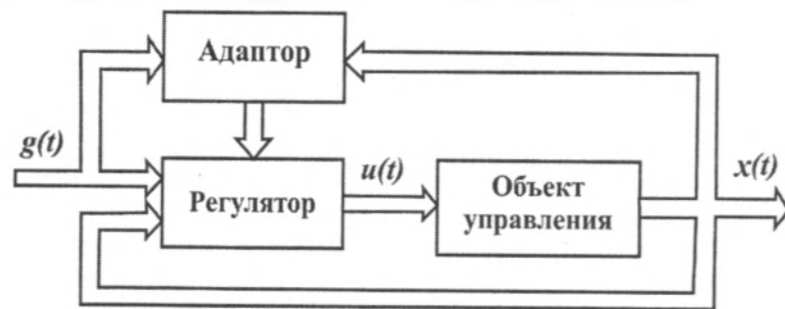 Адаптор
g(t)
Регулятор
u(t)
Объект
управления
x(t)